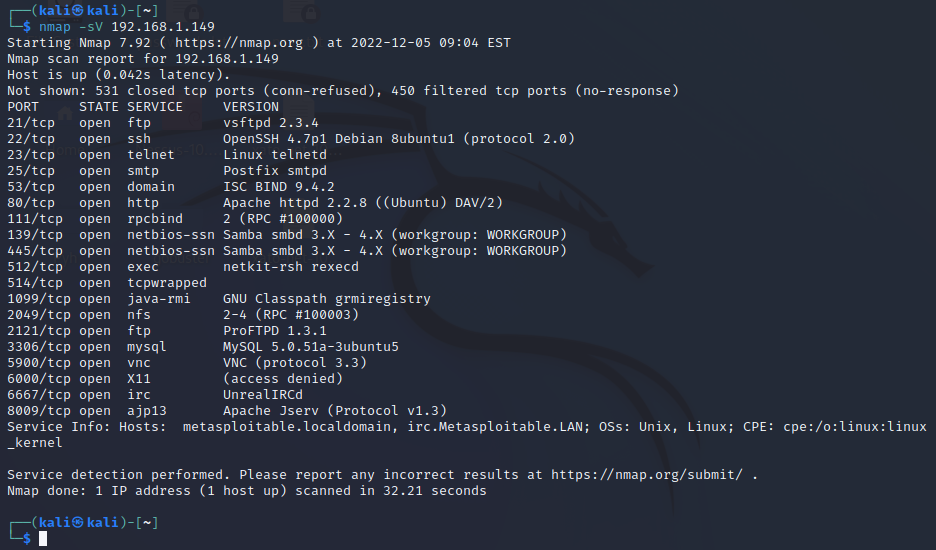 ┌──(kali㉿kali)-[~]
└─$ nmap -sV 192.168.1.149
Starting Nmap 7.92 ( https://nmap.org ) at 2022-12-05 09:04 EST
Nmap scan report for 192.168.1.149
Host is up (0.042s latency).
Not shown: 531 closed tcp ports (conn-refused), 450 filtered tcp ports (no-response)
PORT     STATE SERVICE     VERSION
21/tcp   open  ftp         vsftpd 2.3.4
22/tcp   open  ssh         OpenSSH 4.7p1 Debian 8ubuntu1 (protocol 2.0)
23/tcp   open  telnet      Linux telnetd
25/tcp   open  smtp        Postfix smtpd
53/tcp   open  domain      ISC BIND 9.4.2
80/tcp   open  http        Apache httpd 2.2.8 ((Ubuntu) DAV/2)
111/tcp  open  rpcbind     2 (RPC #100000)
139/tcp  open  netbios-ssn Samba smbd 3.X - 4.X (workgroup: WORKGROUP)
445/tcp  open  netbios-ssn Samba smbd 3.X - 4.X (workgroup: WORKGROUP)
512/tcp  open  exec        netkit-rsh rexecd
514/tcp  open  tcpwrapped
1099/tcp open  java-rmi    GNU Classpath grmiregistry
2049/tcp open  nfs         2-4 (RPC #100003)
2121/tcp open  ftp         ProFTPD 1.3.1
3306/tcp open  mysql       MySQL 5.0.51a-3ubuntu5
5900/tcp open  vnc         VNC (protocol 3.3)
6000/tcp open  X11         (access denied)
6667/tcp open  irc         UnrealIRCd
8009/tcp open  ajp13       Apache Jserv (Protocol v1.3)
Service Info: Hosts:  metasploitable.localdomain, irc.Metasploitable.LAN; OSs: Unix, Linux; CPE: cpe:/o:linux:linux
_kernel

Service detection performed. Please report any incorrect results at https://nmap.org/submit/ .
Nmap done: 1 IP address (1 host up) scanned in 32.21 seconds

┌──(kali㉿kali)-[~]
└─$